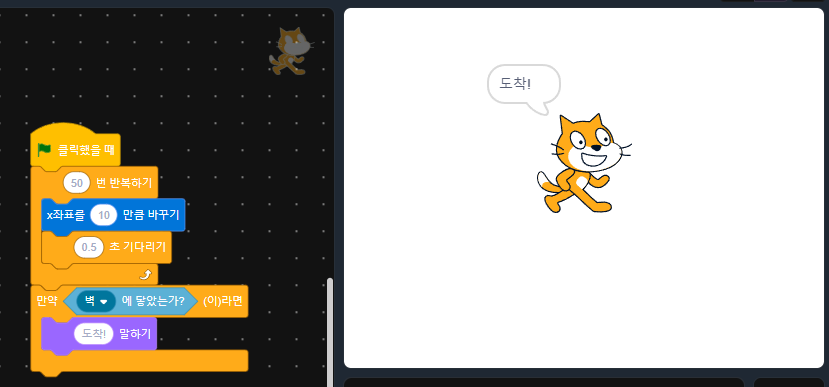 클릭했을 때
50 번 반복하기
x좌표를 10 만큼 바꾸기
0.5 초 기다리기
만약 벽 에 닿았는가? (이)라면
도착! 말하기
도착!